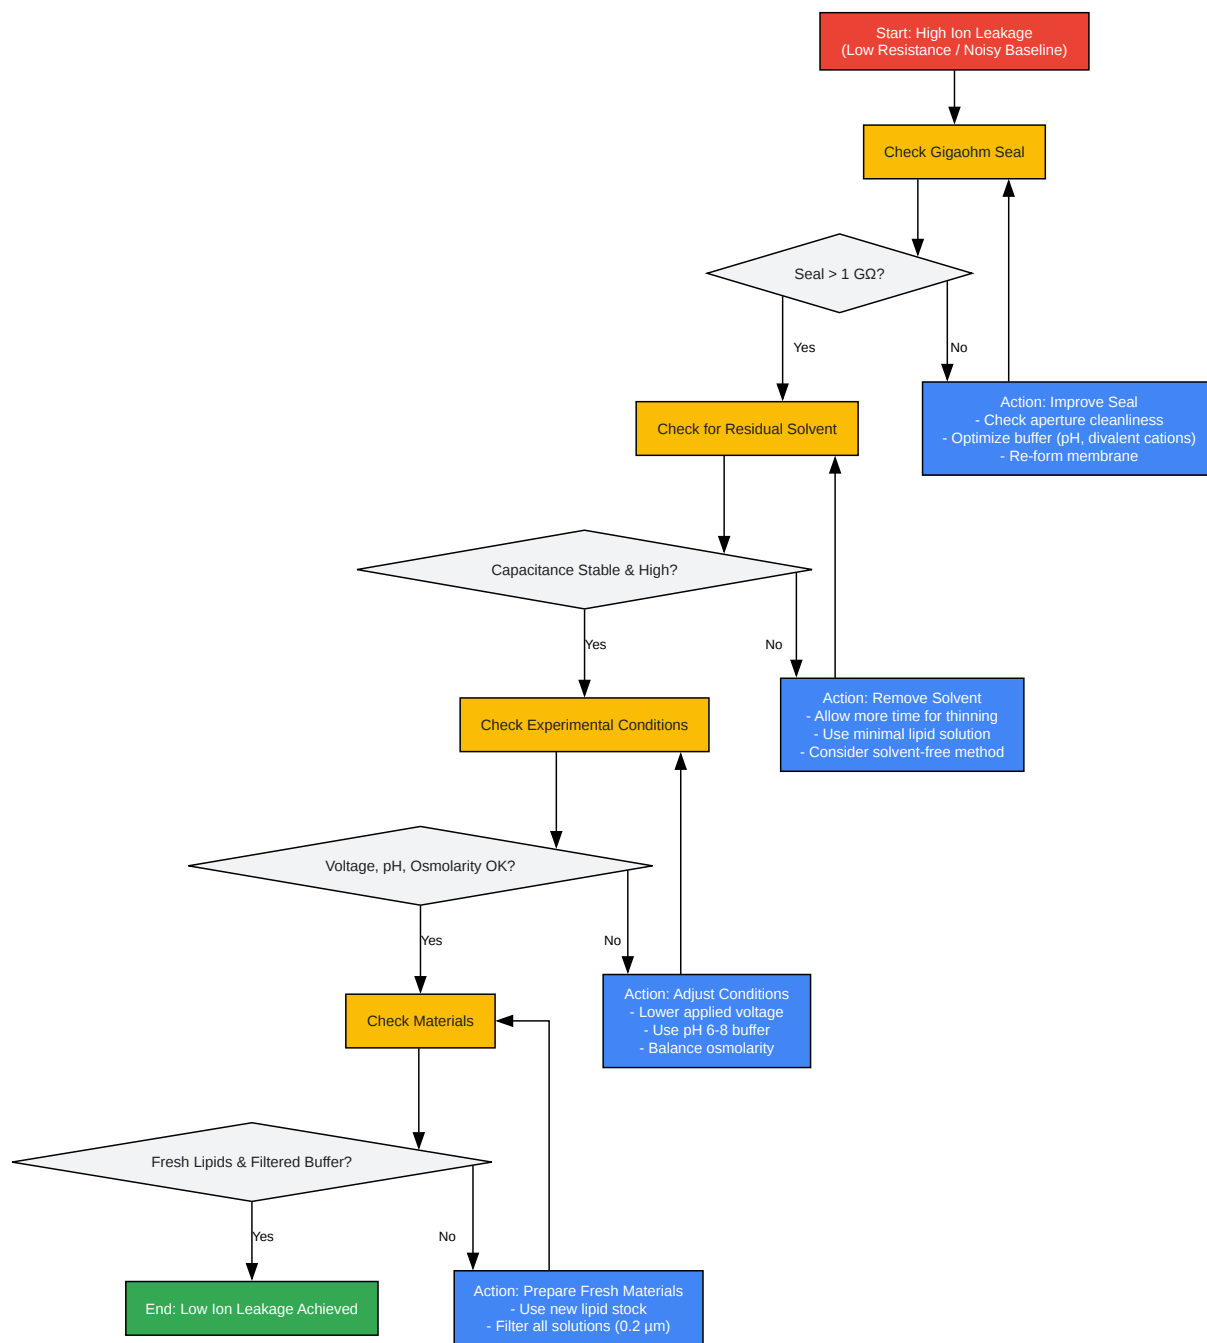 Start: High Ion Leakage
(Low Resistance / Noisy Baseline)
Check Gigaohm Seal
Seal > 1 GΩ?
Yes
No
Action: Improve Seal
- Check aperture cleanliness
- Optimize buffer (pH, divalent cations)
- Re-form membrane
Check for Residual Solvent
Capacitance Stable & High?
Yes
No
Action: Remove Solvent
- Allow more time for thinning
- Use minimal lipid solution
- Consider solvent-free method
Check Experimental Conditions
Voltage, pH, Osmolarity OK?
Yes
No
Action: Adjust Conditions
- Lower applied voltage
- Use pH 6-8 buffer
- Balance osmolarity
Check Materials
Fresh Lipids & Filtered Buffer?
Yes
No
Action: Prepare Fresh Materials
- Use new lipid stock
- Filter all solutions (0.2 µm)
End: Low Ion Leakage Achieved